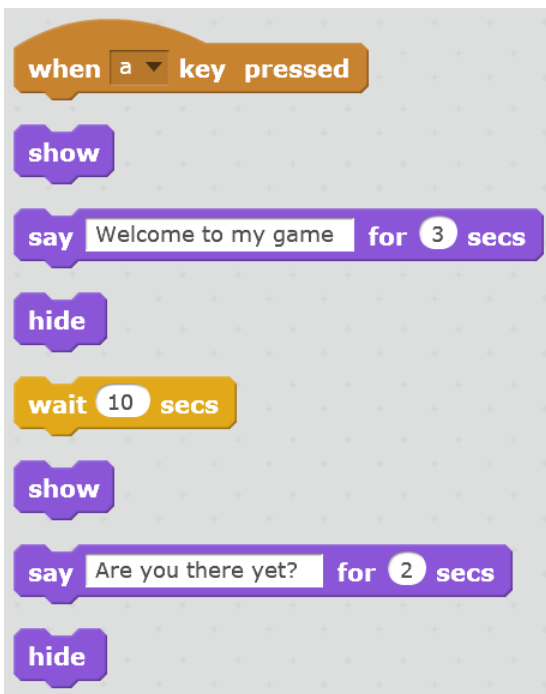 when a key pressed
show
say Welcome to my game for 3 secs
hide
wait 10 secs
show
say Are you there yet? for 2 secs
hide